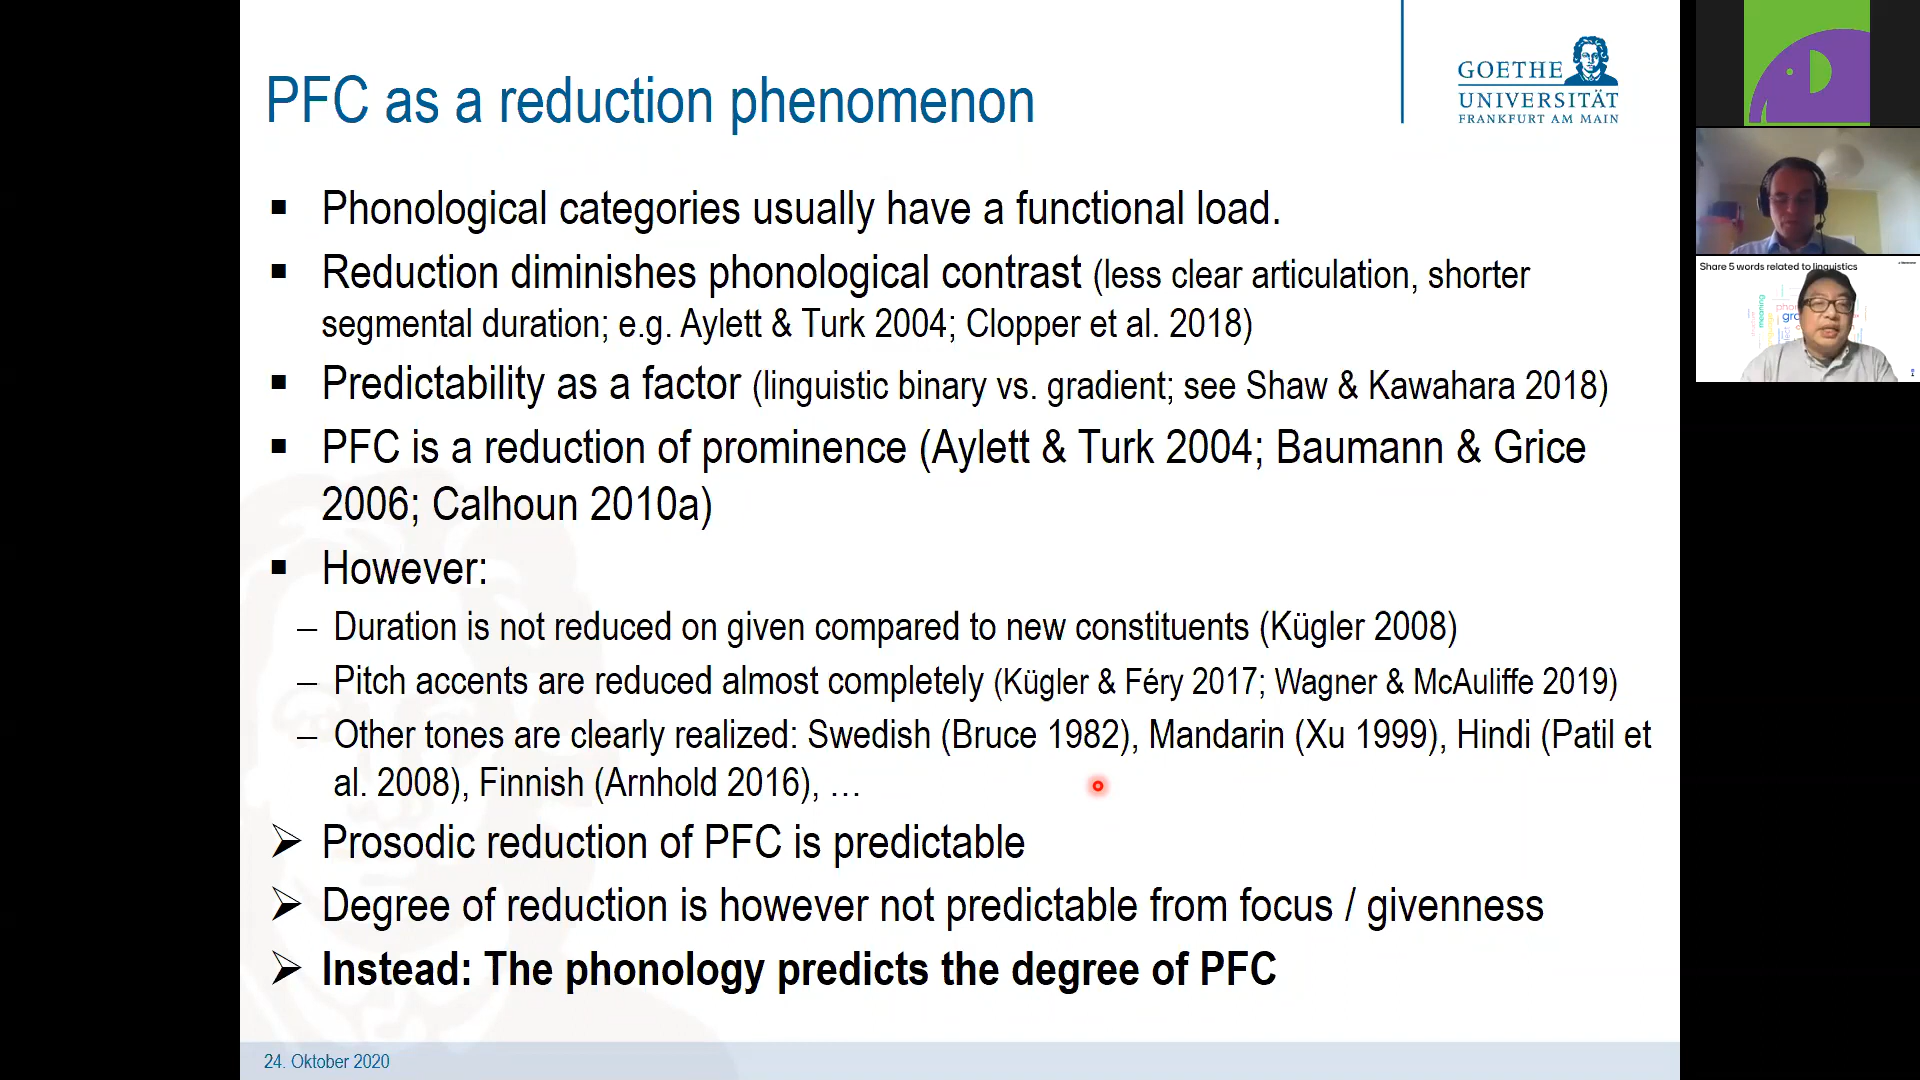 PFC as a reduction phenomenon
GOETHE
UNIVERSITÄT
FRANKFURT AM MAIN
▪ Phonological categories usually have a functional load.
▪ Reduction diminishes phonological contrast (less clear articulation, shorter
segmental duration; e.g. Aylett & Turk 2004; Clopper et al. 2018)
▪ Predictability as a factor (linguistic binary vs. gradient; see Shaw & Kawahara 2018)
▪ PFC is a reduction of prominence (Aylett & Turk 2004; Baumann & Grice
2006; Calhoun 2010a)
▪ However:
– Duration is not reduced on given compared to new constituents (Kügler 2008)
– Pitch accents are reduced almost completely (Kügler & Féry 2017; Wagner & McAuliffe 2019)
– Other tones are clearly realized: Swedish (Bruce 1982), Mandarin (Xu 1999), Hindi (Patil et
al. 2008), Finnish (Arnhold 2016), …
➢ Prosodic reduction of PFC is predictable
➢ Degree of reduction is however not predictable from focus / givenness
➢ Instead: The phonology predicts the degree of PFC
24. Oktober 2020
Share 5 words related to linguistics
meaning